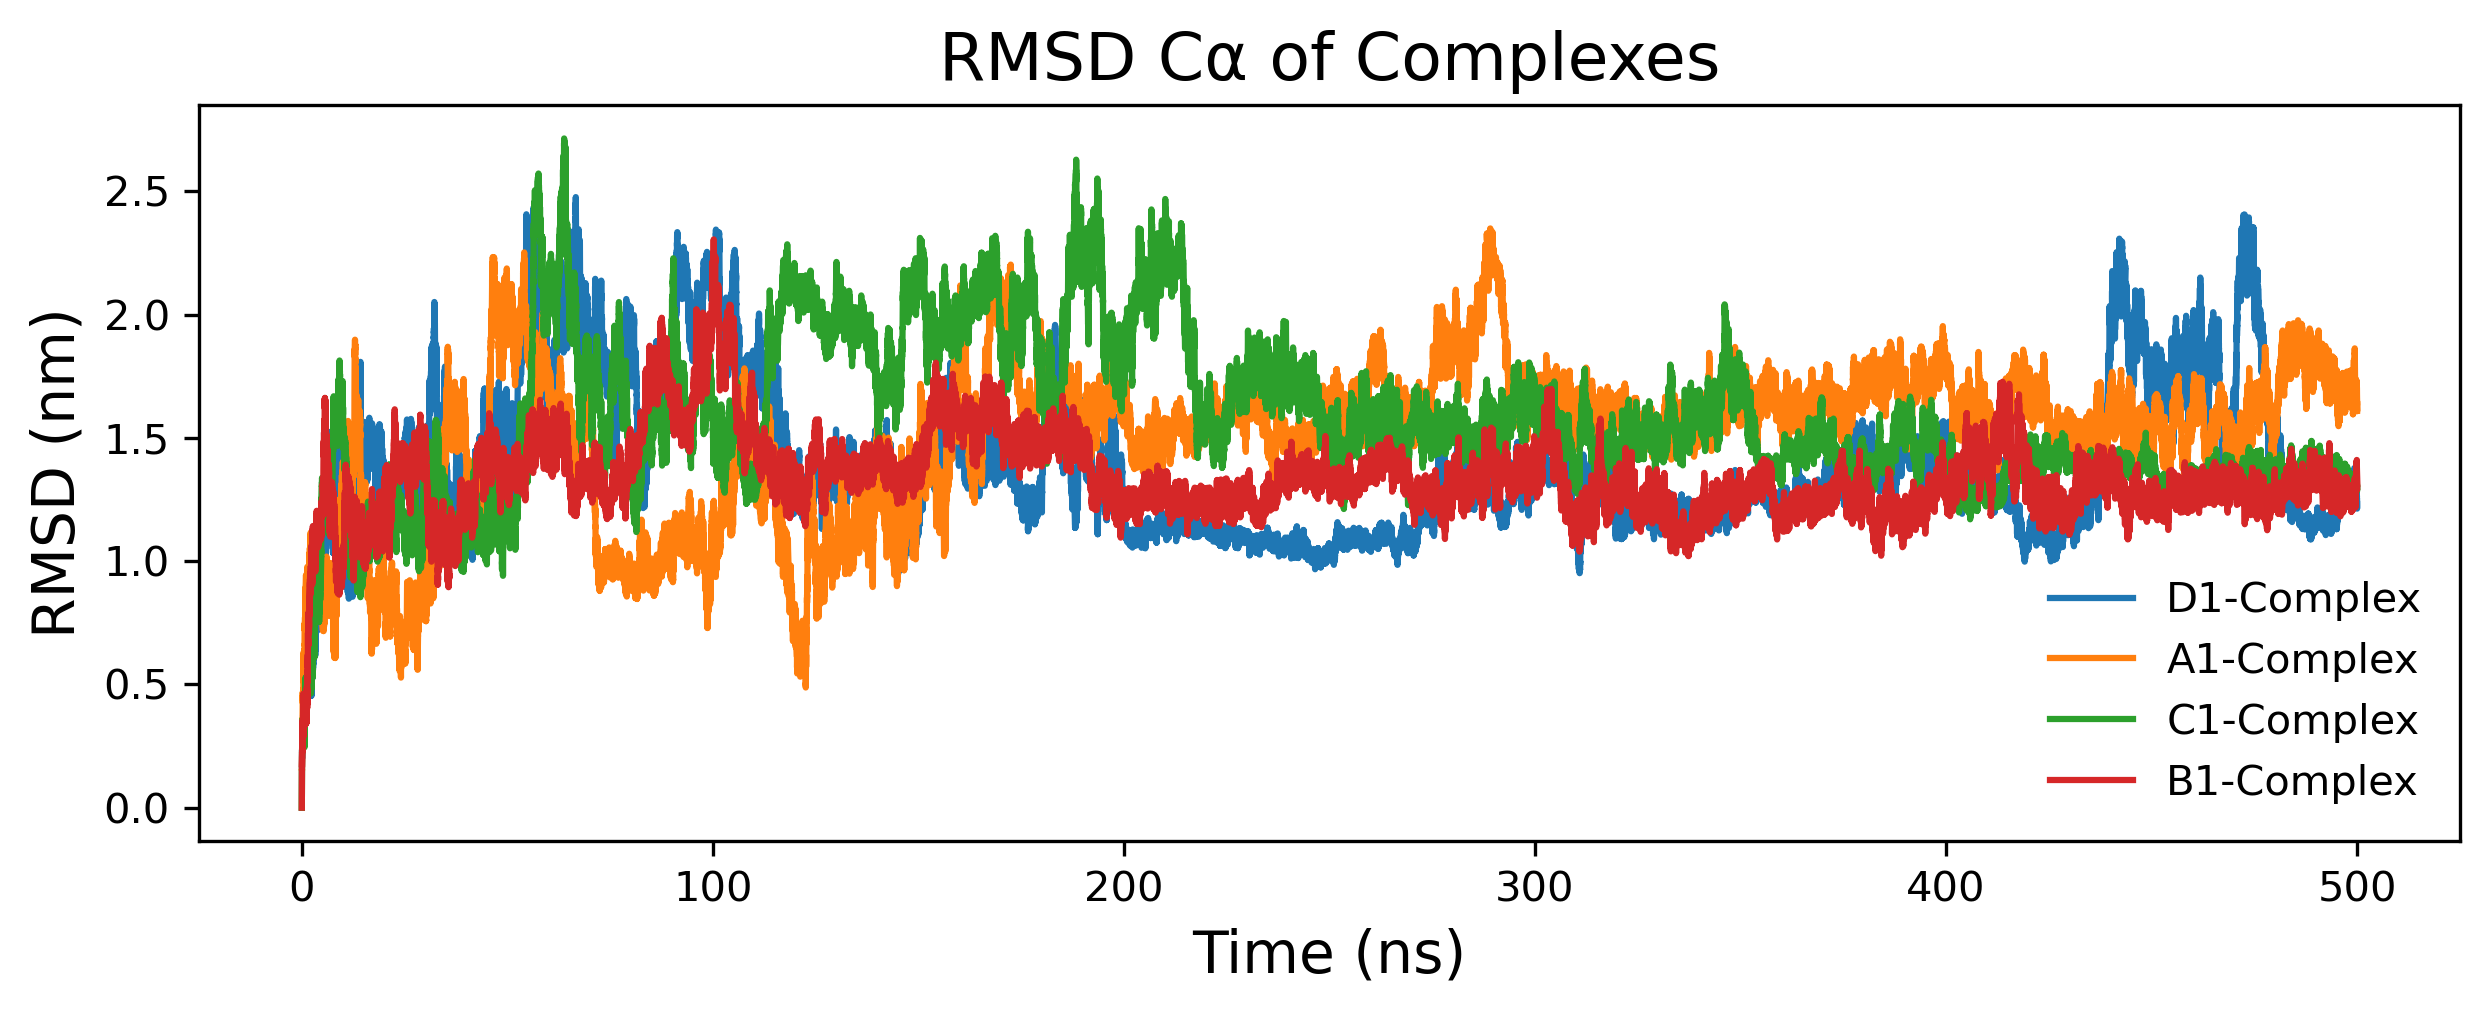 RMSD Cα of Complexes
RMSD (nm)
2.5
2.0
1.5
1.0
0.5
0.0
D1-Complex
A1-Complex
C1-Complex
B1-Complex
0 100 200 300 400 500
Time (ns)